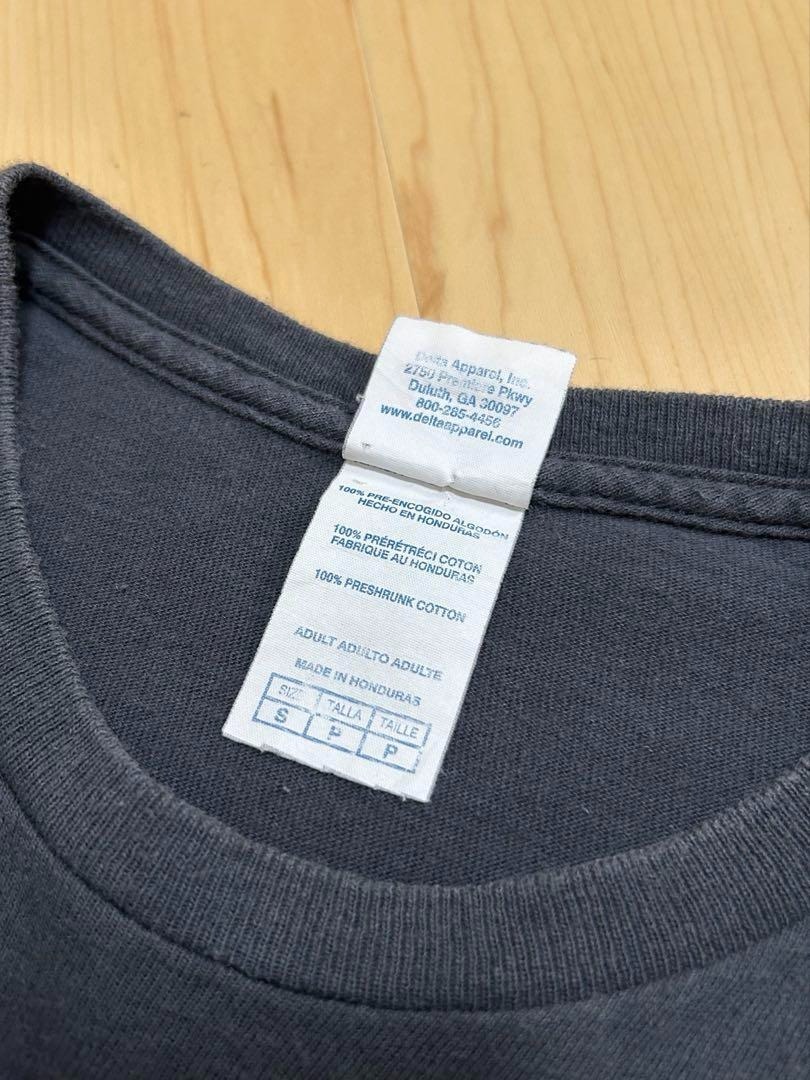 Delta Apparel, Inc.
2750 Premiere Pkwy
Duluth, GA 30097
800-285-4456
www.deltaapparel.com
100% PRE-ENCOGIDO ALGODÓN
HECHO EN HONDURAS
100% PRÉRÉTRÉCI COTON
FABRIQUE AU HONDURAS
100% PRESHRUNK COTTON
ADULT ADULTO ADULTE
MADE IN HONDURAS
SIZE TALLA TAILLE
S P P